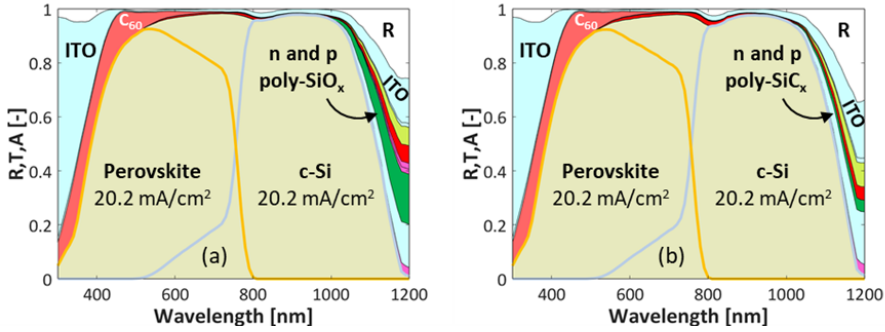 1
0.8
0.6
0.4
0.2
0
R,T,A [-]
ITO
C60
n and p
poly-SiOx
R
ITO
Perovskite
20.2 mA/cm²
c-Si
20.2 mA/cm²
(a)
400 600 800 1000 1200
Wavelength [nm]
1
0.8
0.6
0.4
0.2
0
R,T,A [-]
ITO
C60
n and p
poly-SiCx
R
ITO
Perovskite
20.2 mA/cm²
c-Si
20.2 mA/cm²
(b)
400 600 800 1000 1200
Wavelength [nm]